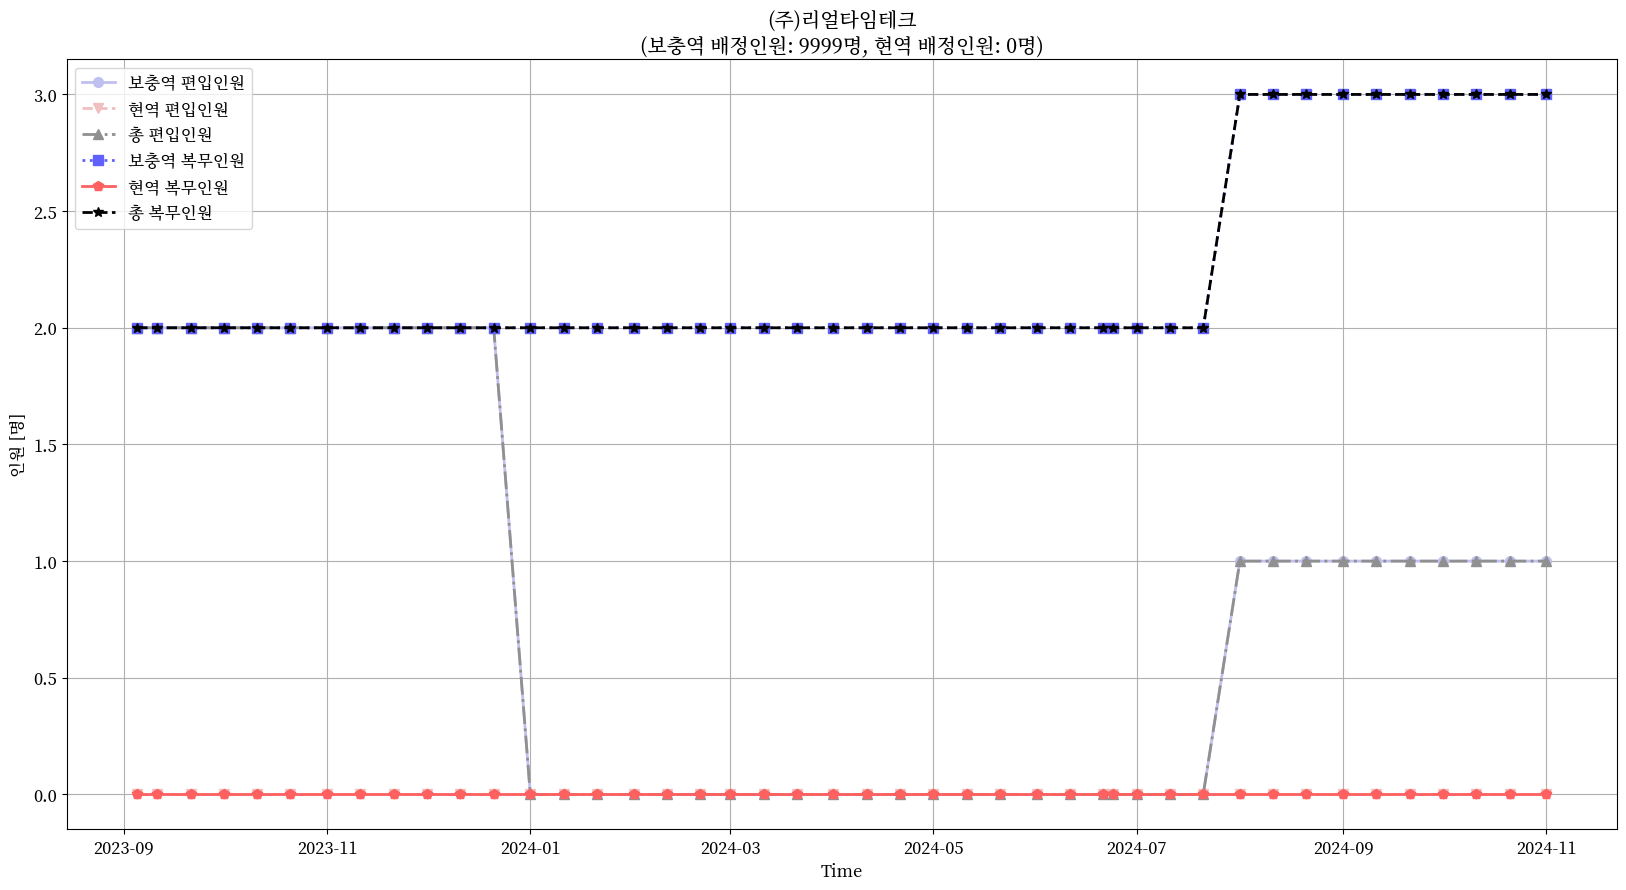 (주)리얼타임테크
(보충역 배정인원: 9999명, 현역 배정인원: 0명)
보충역 편입인원
현역 편입인원
총 편입인원
보충역 복무인원
현역 복무인원
총 복무인원
3.0
2.5
2.0
1.5
1.0
0.5
0.0
인원 [명]
2023-09
2023-11
2024-01
2024-03
2024-05
2024-07
2024-09
2024-11
Time